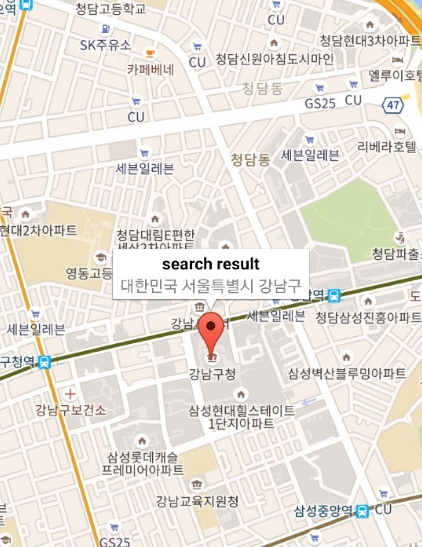 요역
청담고등학교
CU
SK주유소
CU
청담현대3차아파트
카페베네
청담신원아침도시마인
엘루이호텔
청담동
CU
GS25
CU
47
세븐일레븐
청담동
세븐일레븐
리베라호텔
국
현대2차아파트
청담대림E편한
세상2차아파트
영동고등
청담파출소
search result
대한민국 서울특별시 강남구
남역
도
세븐일레븐
강남
세븐일레븐
청담삼성진흥아파트
구청역
강남구청
삼성벽산블루밍아파트
강남구보건소
삼성현대힐스테이트
1단지아파트
삼성롯데캐슬
프레미어아파트
강남교육지원청
삼성중앙역
CU
GS25